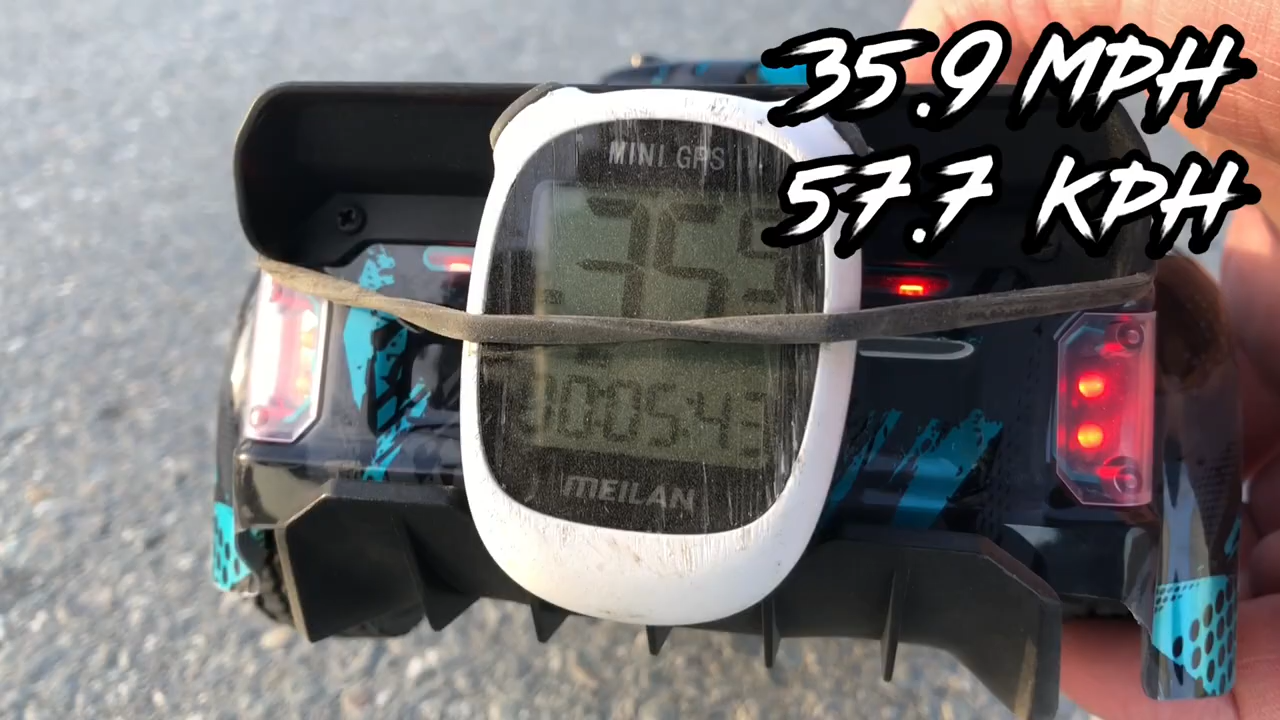 35.9 MPH
57.7 KPH
MINI GPS
35.9
00:05:43
MEILAN